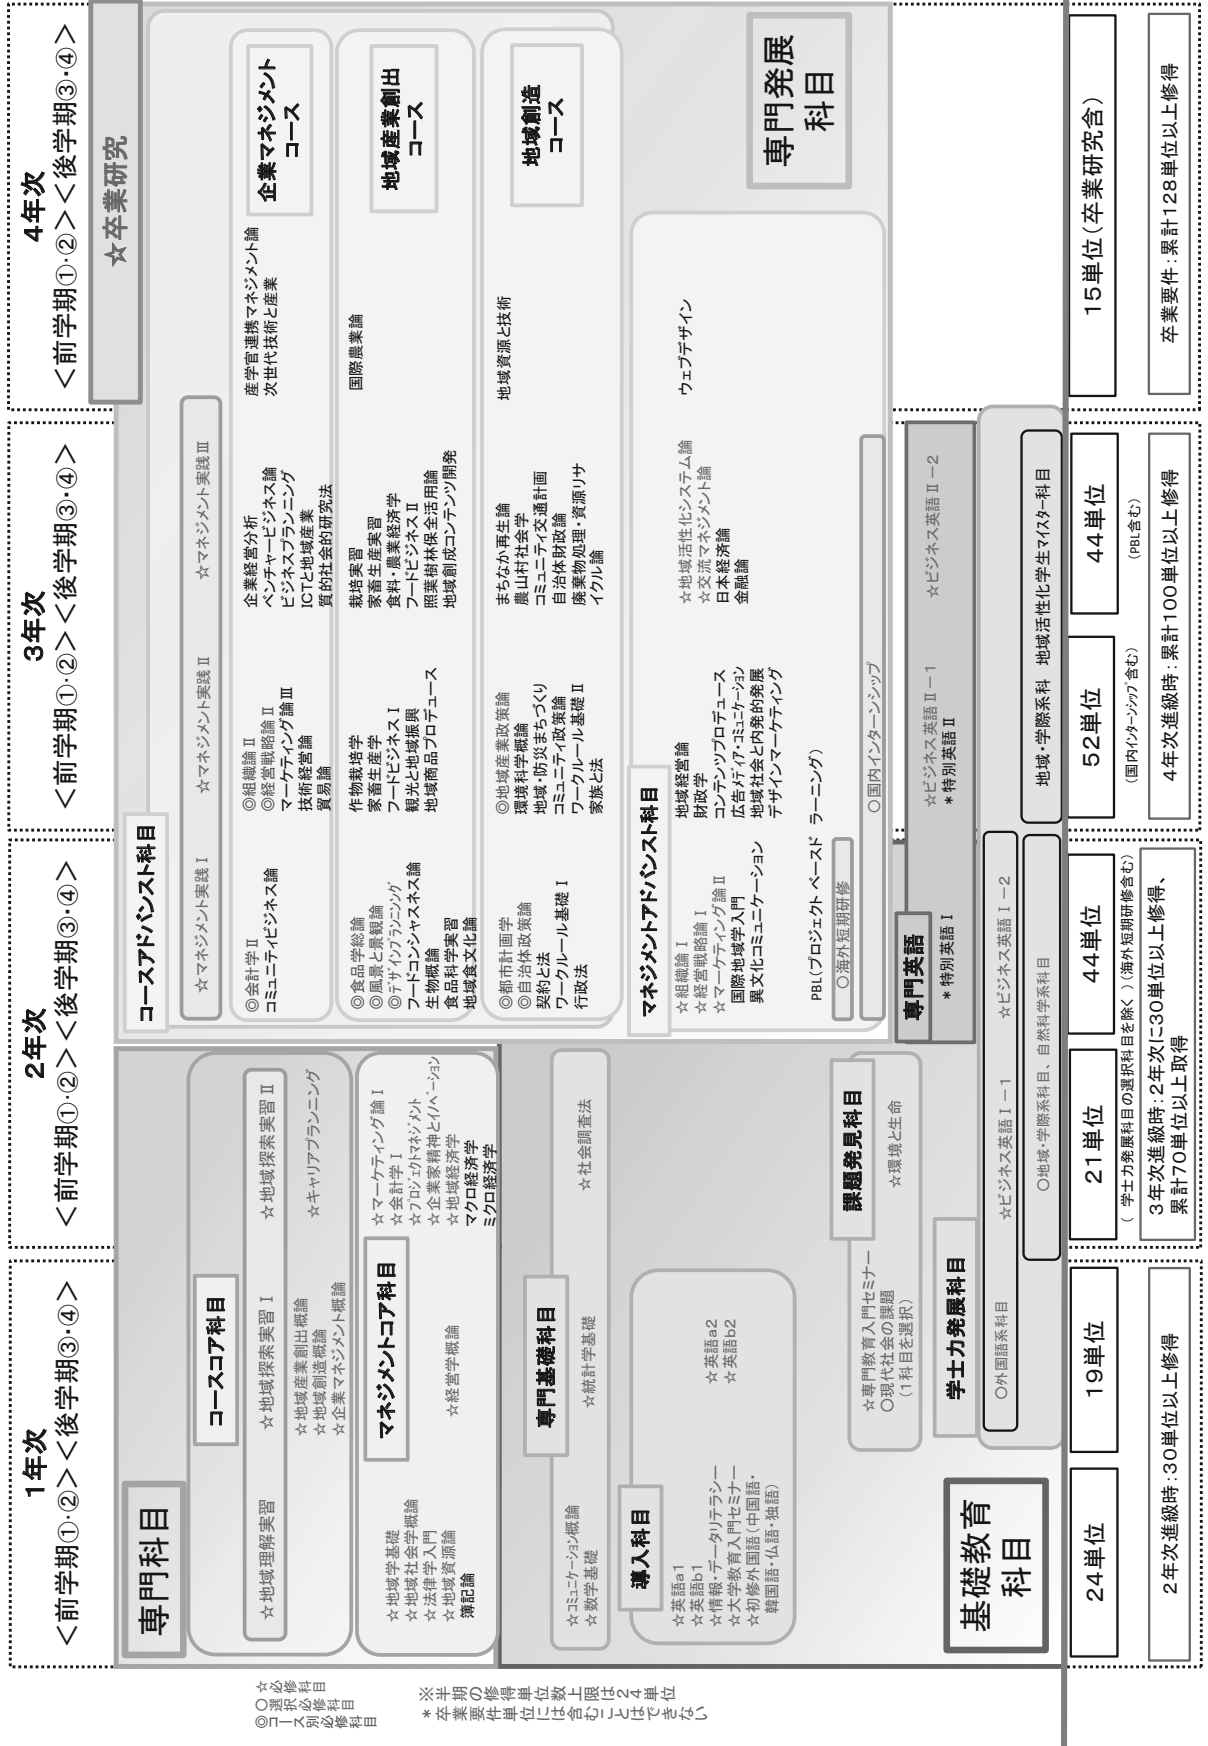 1年次
＜前学期①・②＞＜後学期③・④＞
2年次
＜前学期①・②＞＜後学期③・④＞
3年次
＜前学期①・②＞＜後学期③・④＞
4年次
＜前学期①・②＞＜後学期③・④＞
☆卒業研究
専門科目
コースコア科目
☆地域理解実習
☆地域探索実習Ⅰ
☆地域探索実習Ⅱ
☆地域産業創出概論
☆地域創造概論
☆企業マネジメント概論
☆キャリアプランニング
マネジメントコア科目
☆地域学基礎
☆地域社会学概論
☆法律学入門
☆地域資源論
簿記論
☆経営学概論
☆マーケティング論Ⅰ
☆会計学Ⅰ
☆プロジェクトマネジメント
☆企業家精神とイノベーション
☆地域経済学
マクロ経済学
ミクロ経済学
コースアドバンスト科目
☆マネジメント実践Ⅰ
☆マネジメント実践Ⅱ
☆マネジメント実践Ⅲ
企業マネジメント
コース
◎会計学Ⅱ
コミュニティビジネス論
◎組織論Ⅱ
◎経営戦略論Ⅱ
マーケティング論Ⅲ
技術経営論
貿易論
企業経営分析
ベンチャービジネス論
ビジネスプランニング
ICTと地域産業
質的社会的研究法
産学官連携マネジメント論
次世代技術と産業
地域産業創出
コース
◎食品学総論
◎風景と景観論
◎デザインプランニング
フードコンシャスネス論
生物概論
食品科学実習
地域食文化論
作物栽培学
家畜生産学
フードビジネスⅠ
観光と地域振興
地域商品プロデュース
栽培実習
家畜生産実習
食料・農業経済学
フードビジネスⅡ
照葉樹林保全活用論
地域創成コンテンツ開発
国際農業論
地域創造
コース
◎都市計画学
◎自治体政策論
契約と法
ワークルール基礎Ⅰ
行政法
◎地域産業政策論
環境科学概論
地域・防災まちづくり
コミュニティ政策論
ワークルール基礎Ⅱ
家族と法
まちなか再生論
農山村社会学
コミュニティ交通計画
自治体財政論
廃棄物処理・資源リサ
イクル論
地域資源と技術
マネジメントアドバンスト科目
☆組織論Ⅰ
☆経営戦略論Ⅰ
☆マーケティング論Ⅱ
国際地域学入門
異文化コミュニケーション
地域経営論
財政学
コンテンツプロデュース
広告メディア・コミュニケーション
地域社会と内発的発展
デザインマーケティング
☆地域活性化システム論
☆交流マネジメント論
日本経済論
金融論
ウェブデザイン
PBL(プロジェクト ベースド ラーニング)
○海外短期研修
○国内インターンシップ
専門発展
科目
専門英語
＊特別英語Ⅰ
☆ビジネス英語Ⅱ－1
＊特別英語Ⅱ
☆ビジネス英語Ⅱ－2
専門基礎科目
☆コミュニケーション概論
☆数学基礎
☆統計学基礎
☆社会調査法
導入科目
☆英語a1
☆英語b1
☆情報・データリテラシー
☆大学教育入門セミナー
☆初修外国語(中国語・
韓国語・仏語・独語)
☆英語a2
☆英語b2
課題発見科目
☆専門教育入門セミナー
○現代社会の課題
(1科目を選択)
☆環境と生命
学士力発展科目
○外国語系科目
☆ビジネス英語Ⅰ－1
☆ビジネス英語Ⅰ－2
○地域・学際系科目、自然科学系科目
地域・学際系科 地域活性化学生マイスター科目
基礎教育
科目
24単位
19単位
21単位
44単位
52単位
44単位
15単位(卒業研究含)
( 学士力発展科目の選択科目を除く )(海外短期研修含む)
(国内インターンシップ含む)
(PBL含む)
2年次進級時:30単位以上修得
3年次進級時:2年次に30単位以上修得、
累計70単位以上取得
4年次進級時:累計100単位以上修得
卒業要件:累計128単位以上修得
☆必修科目
○選択必修科目
◎コース別必修科目
※半期の修得単位数上限は24単位
＊卒業要件単位には含むことはできない